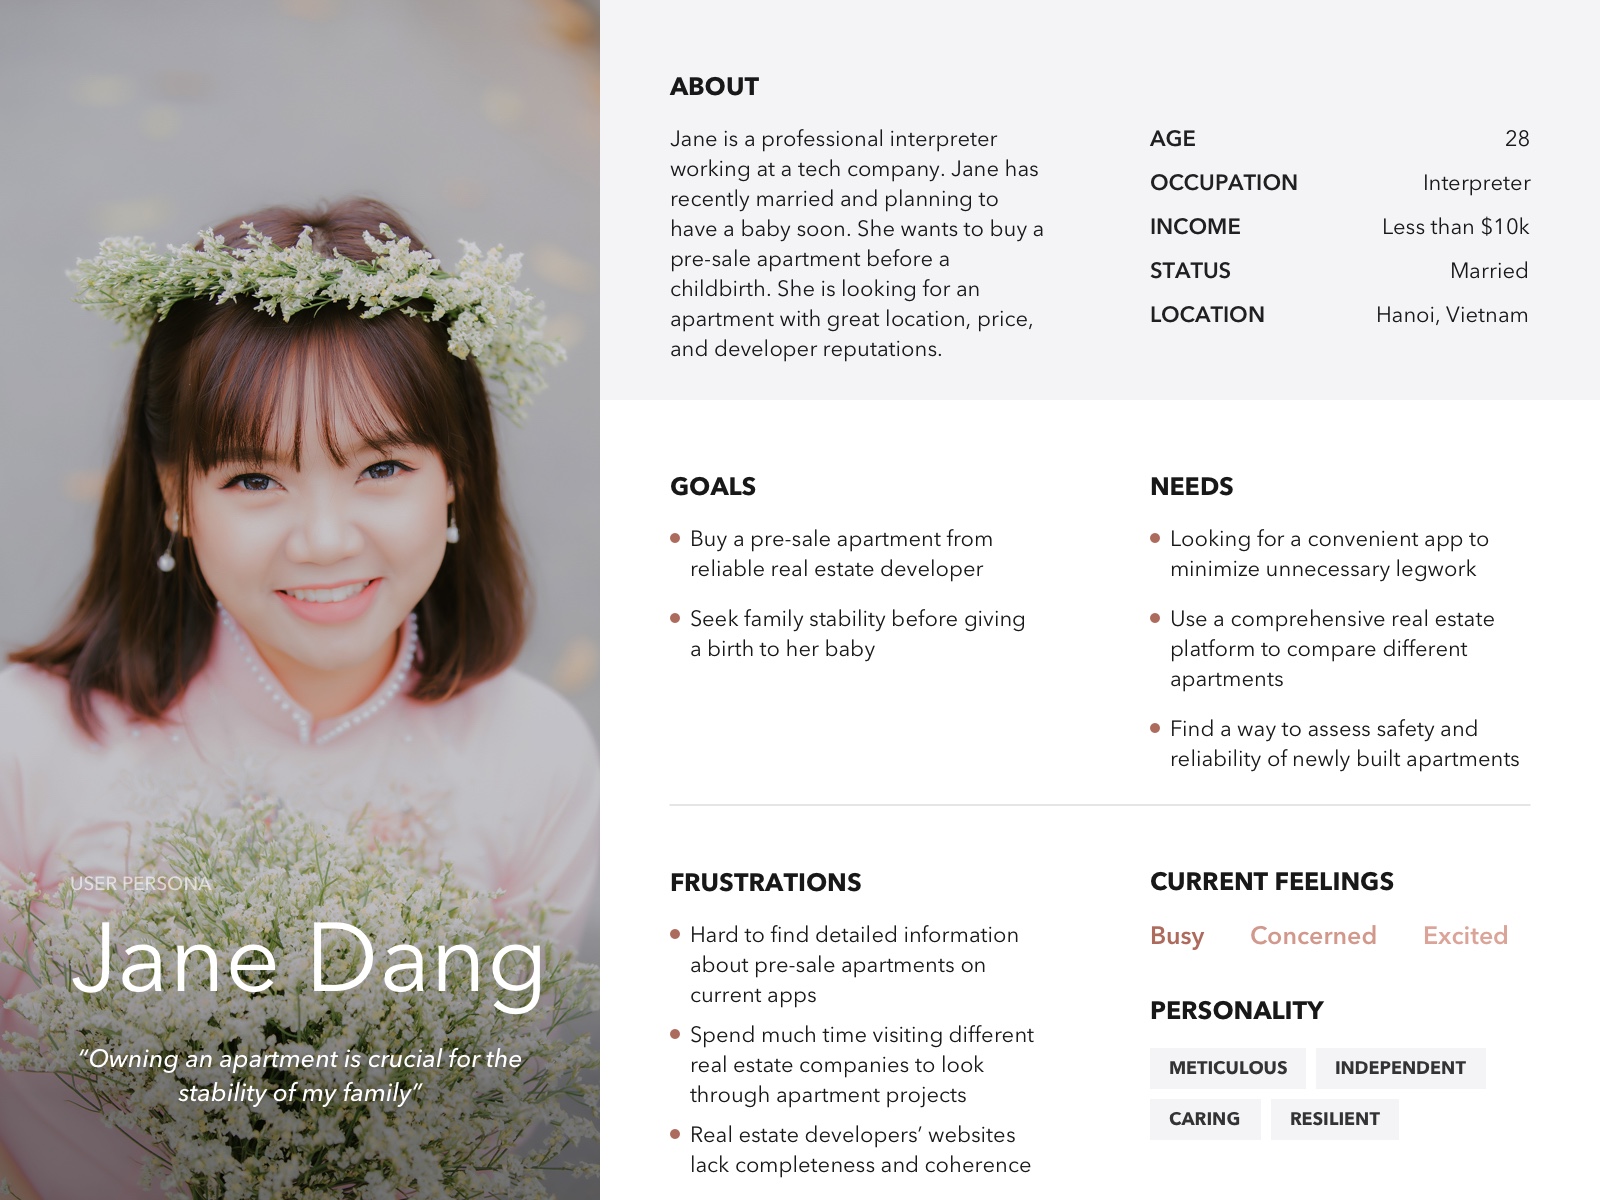 USER PERSONA
Jane Dang
“Owning an apartment is crucial for the
stability of my family”
ABOUT
Jane is a professional interpreter
working at a tech company. Jane has
recently married and planning to
have a baby soon. She wants to buy a
pre-sale apartment before a
childbirth. She is looking for an
apartment with great location, price,
and developer reputations.
AGE 28
OCCUPATION Interpreter
INCOME Less than $10k
STATUS Married
LOCATION Hanoi, Vietnam
GOALS
• Buy a pre-sale apartment from
reliable real estate developer
• Seek family stability before giving
a birth to her baby
NEEDS
• Looking for a convenient app to
minimize unnecessary legwork
• Use a comprehensive real estate
platform to compare different
apartments
• Find a way to assess safety and
reliability of newly built apartments
FRUSTRATIONS
• Hard to find detailed information
about pre-sale apartments on
current apps
• Spend much time visiting different
real estate companies to look
through apartment projects
• Real estate developers’ websites
lack completeness and coherence
CURRENT FEELINGS
Busy Concerned Excited
PERSONALITY
METICULOUS INDEPENDENT
CARING RESILIENT